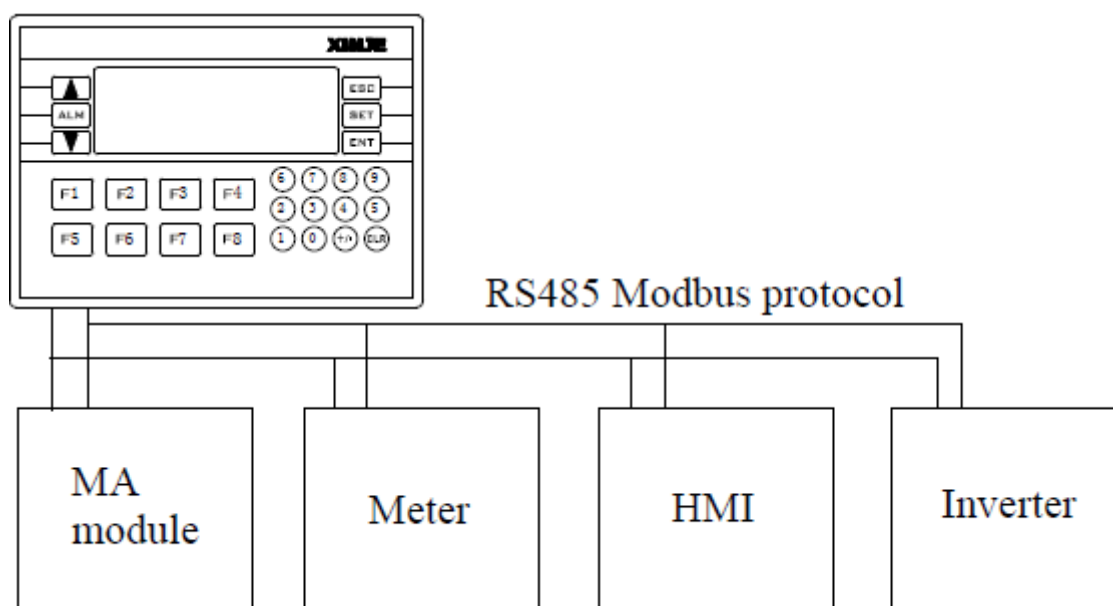 XINJE
ESC
ALM
SET
ENT
F1 F2 F3 F4
6 7 8 9
2 3 4 5
F5 F6 F7 F8
1 0 +/- CLR
RS485 Modbus protocol
MA
module
Meter
HMI
Inverter